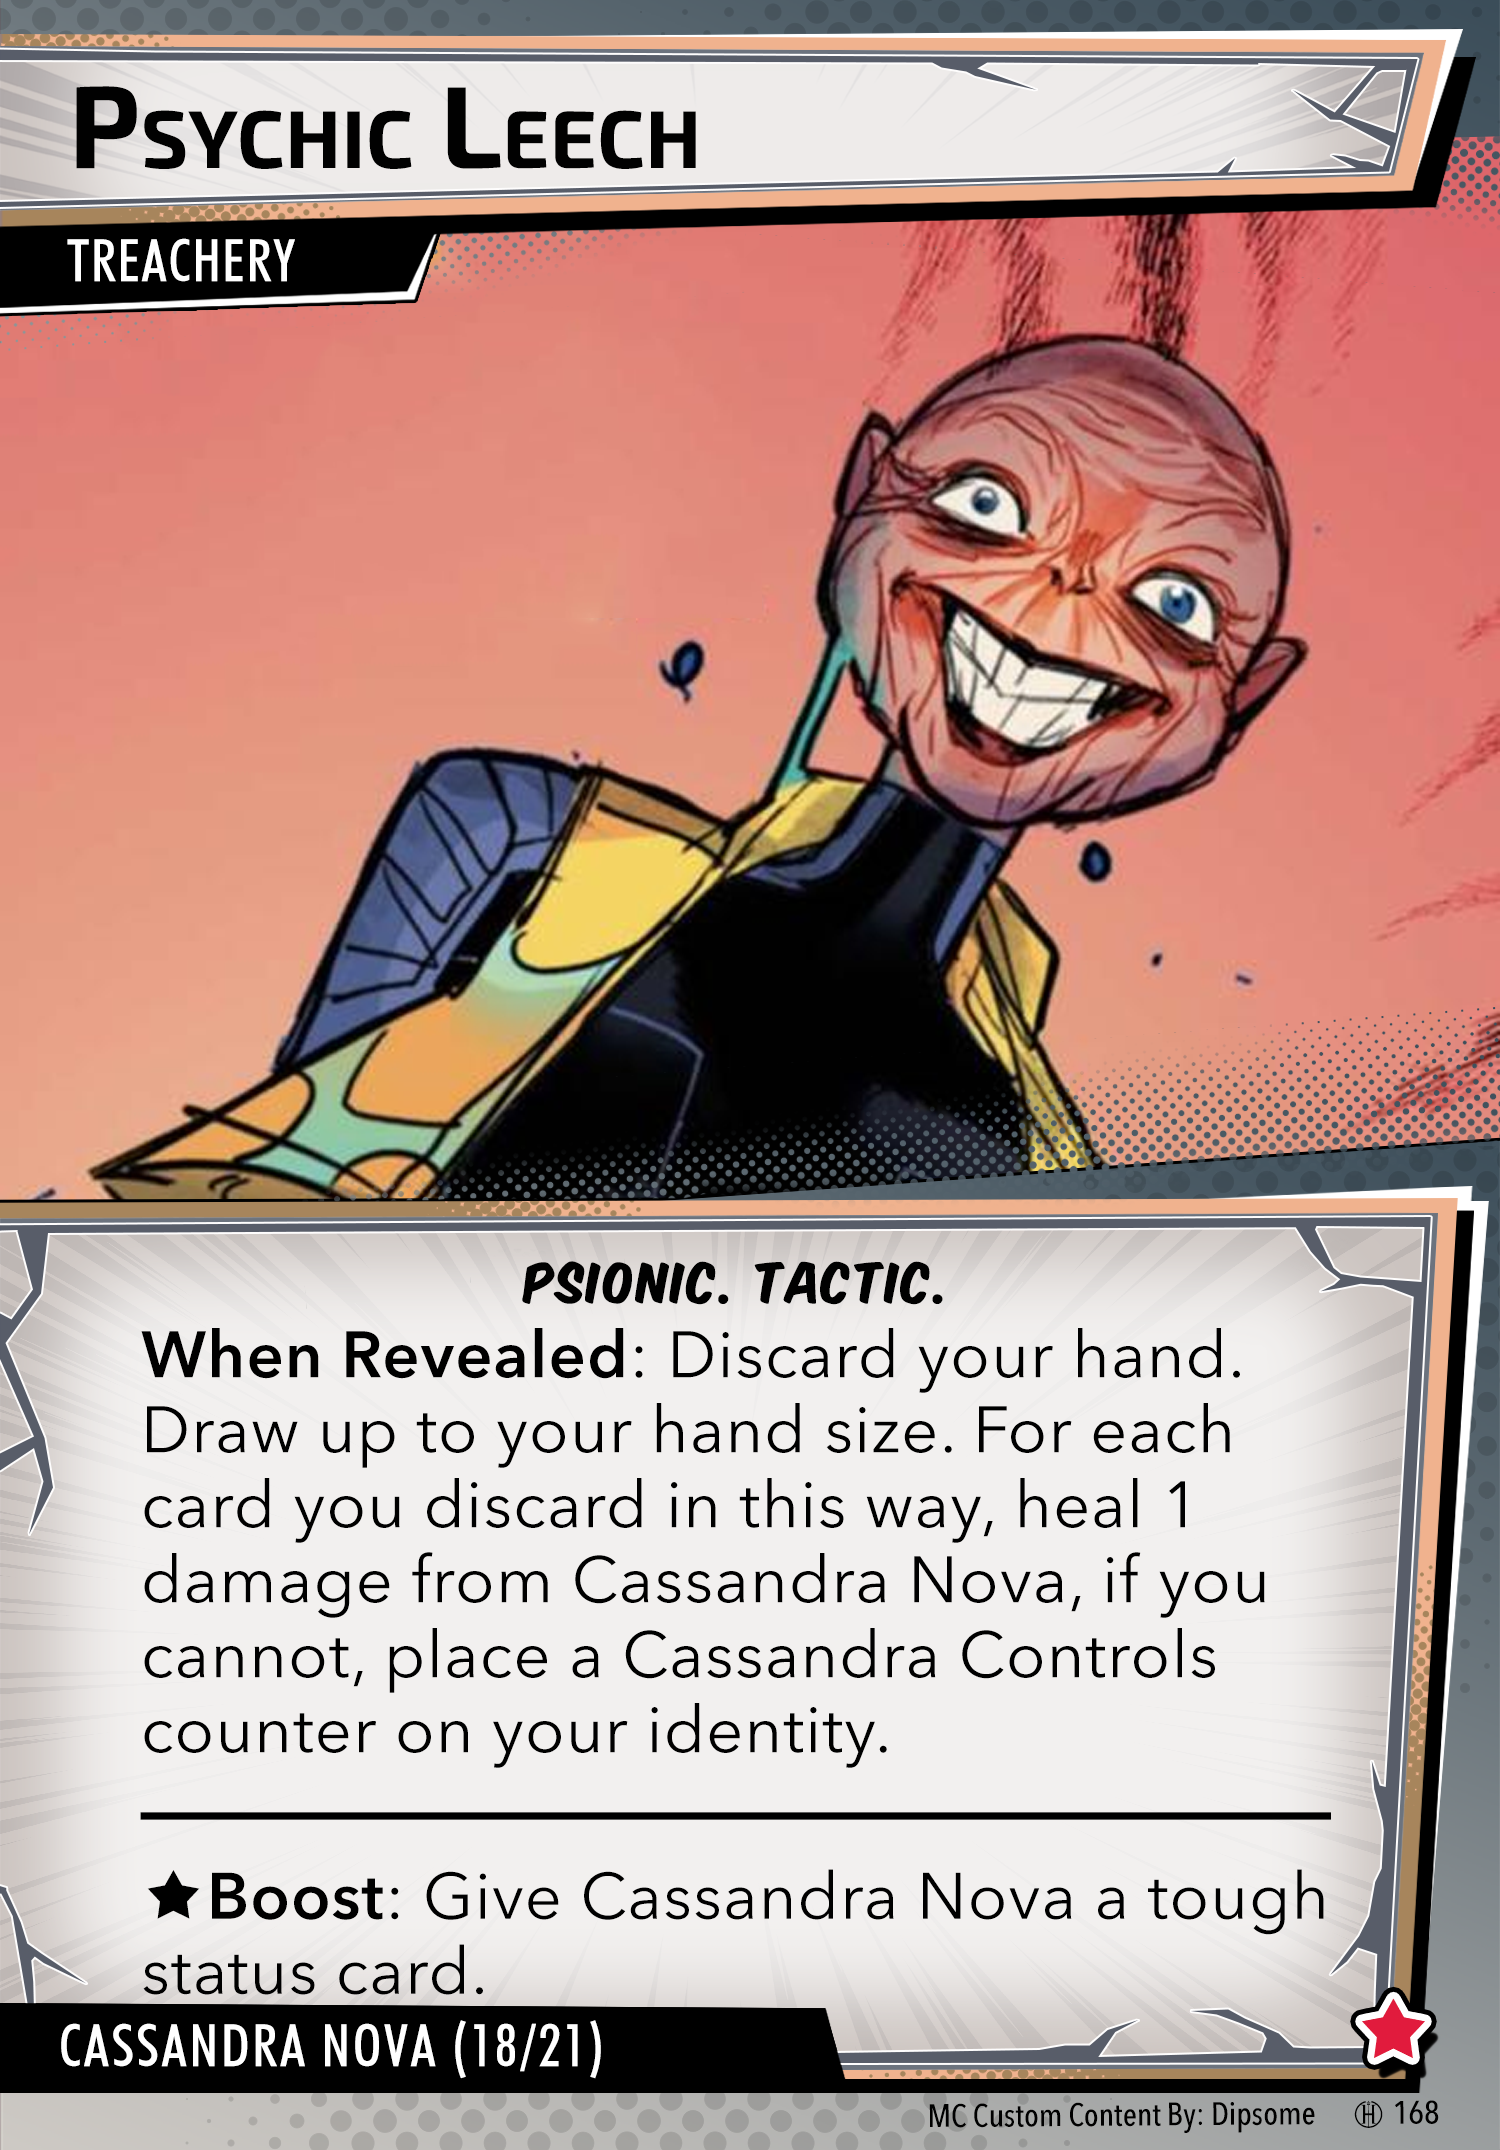 Psychic Leech
TREACHERY
PSIONIC. TACTIC.
When Revealed: Discard your hand.
Draw up to your hand size. For each
card you discard in this way, heal 1
damage from Cassandra Nova, if you
cannot, place a Cassandra Controls
counter on your identity.
★Boost: Give Cassandra Nova a tough
status card.
CASSANDRA NOVA (18/21)
MC Custom Content By: Dipsome H 168